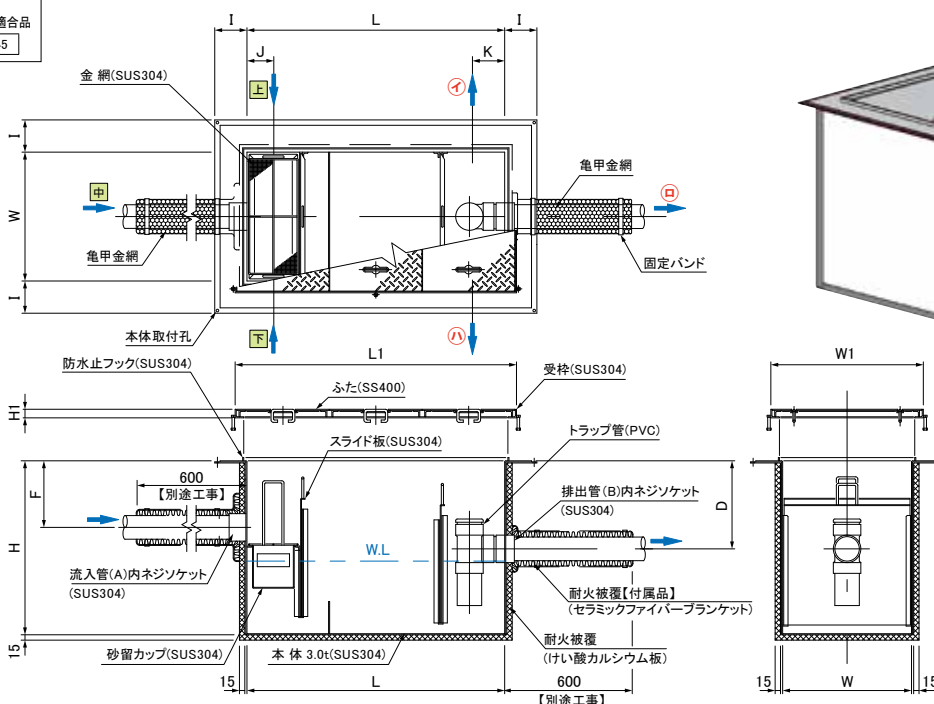 適合品
I
L
I
J
K
金 網(SUS304)
上
イ
I
W
I
中
亀甲金網
亀甲金網
ロ
固定バンド
本体取付孔
下
ハ
防水止フック(SUS304)
L1
W1
ふた(SS400)
受枠(SUS304)
H1
スライド板(SUS304)
トラップ管(PVC)
600
【別途工事】
F
H
D
排出管(B)内ネジソケット
(SUS304)
W.L
流入管(A)内ネジソケット
(SUS304)
耐火被覆【付属品】
(セラミックファイバーブランケット)
耐火被覆
(けい酸カルシウム板)
砂留カップ(SUS304)
本 体 3.0t(SUS304)
15
15
L
600
【別途工事】
15
W
15